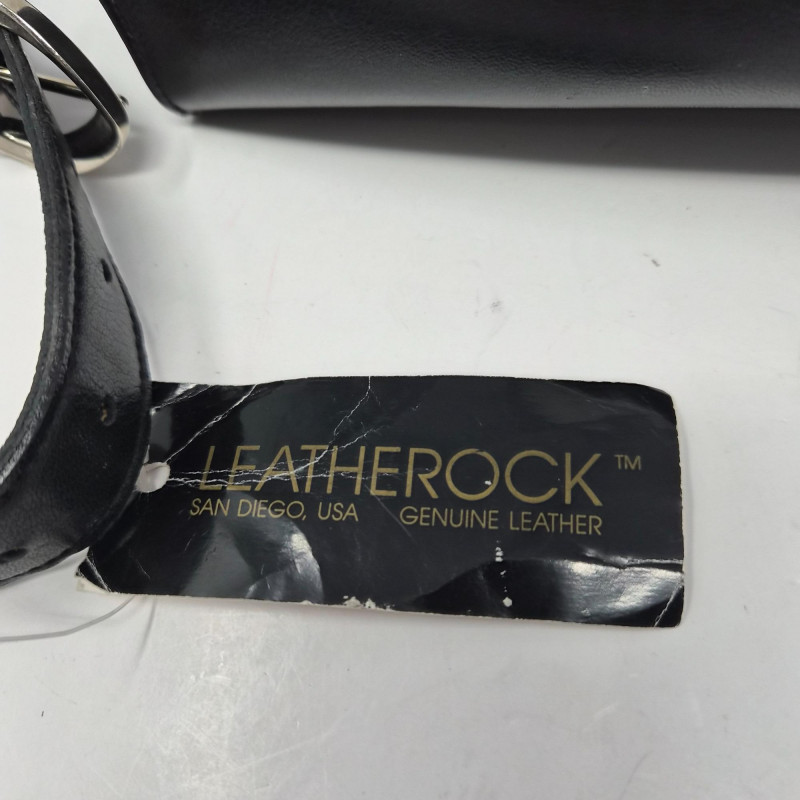 LEATHEROCK™
SAN DIEGO, USA GENUINE LEATHER